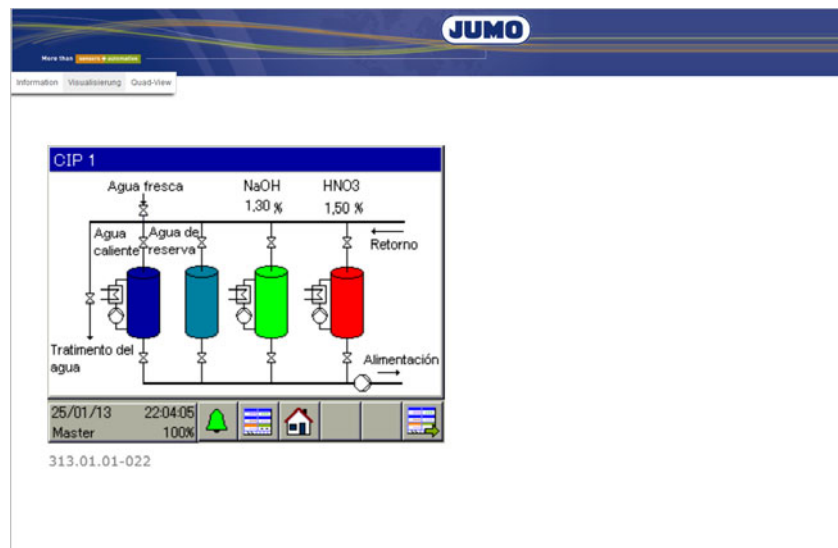 JUMO
More than sensors + automation
Information Visualisierung Quad-View
CIP 1
Agua fresca NaOH HNO3
1,30 % 1,50 %
Agua caliente
Agua de reserva
Retorno
Tratimento del agua
Alimentación
25/01/13 22:04:05
Master 100%
313.01.01-022